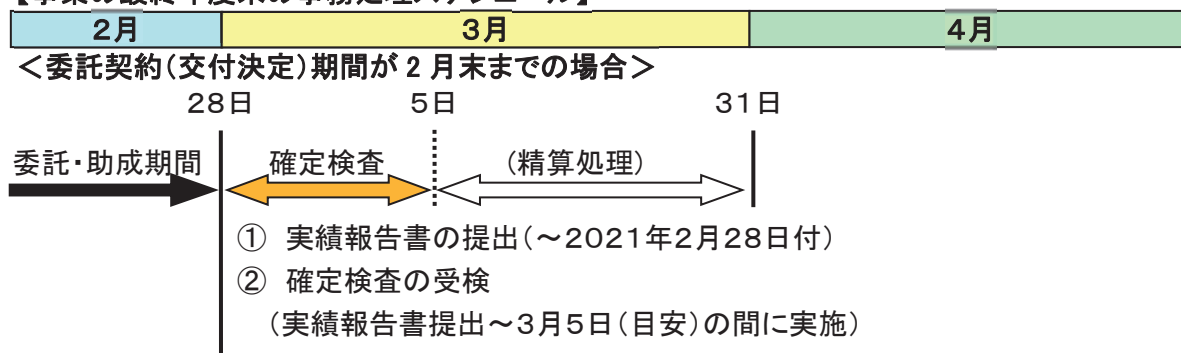 2月 3月 4月
＜委託契約(交付決定)期間が2月末までの場合＞
28日 5日 31日
委託・助成期間 確定検査 (精算処理)
① 実績報告書の提出(～2021年2月28日付)
② 確定検査の受検
(実績報告書提出～3月5日(目安)の間に実施)